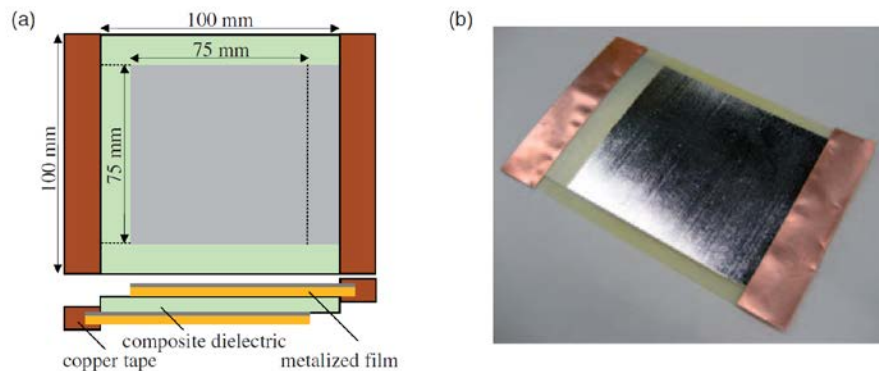 (a)
100 mm
75 mm
100 mm
75 mm
composite dielectric
copper tape
metalized film
(b)